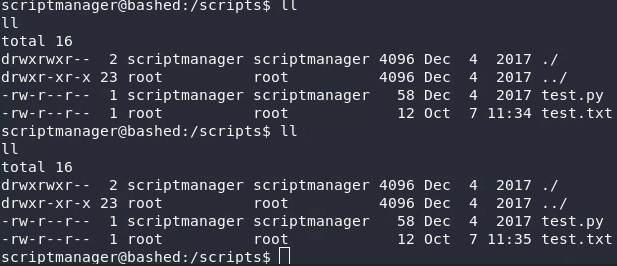 scriptmanager@bashed:/scripts$ ll
ll
total 16
drwxrwxr--  2 scriptmanager scriptmanager 4096 Dec  4  2017 ./
drwxr-xr-x 23 root          root          4096 Dec  4  2017 ../
-rw-r--r--  1 scriptmanager scriptmanager   58 Dec  4  2017 test.py
-rw-r--r--  1 root          root            12 Oct  7 11:34 test.txt
scriptmanager@bashed:/scripts$ ll
ll
total 16
drwxrwxr--  2 scriptmanager scriptmanager 4096 Dec  4  2017 ./
drwxr-xr-x 23 root          root          4096 Dec  4  2017 ../
-rw-r--r--  1 scriptmanager scriptmanager   58 Dec  4  2017 test.py
-rw-r--r--  1 root          root            12 Oct  7 11:35 test.txt
scriptmanager@bashed:/scripts$